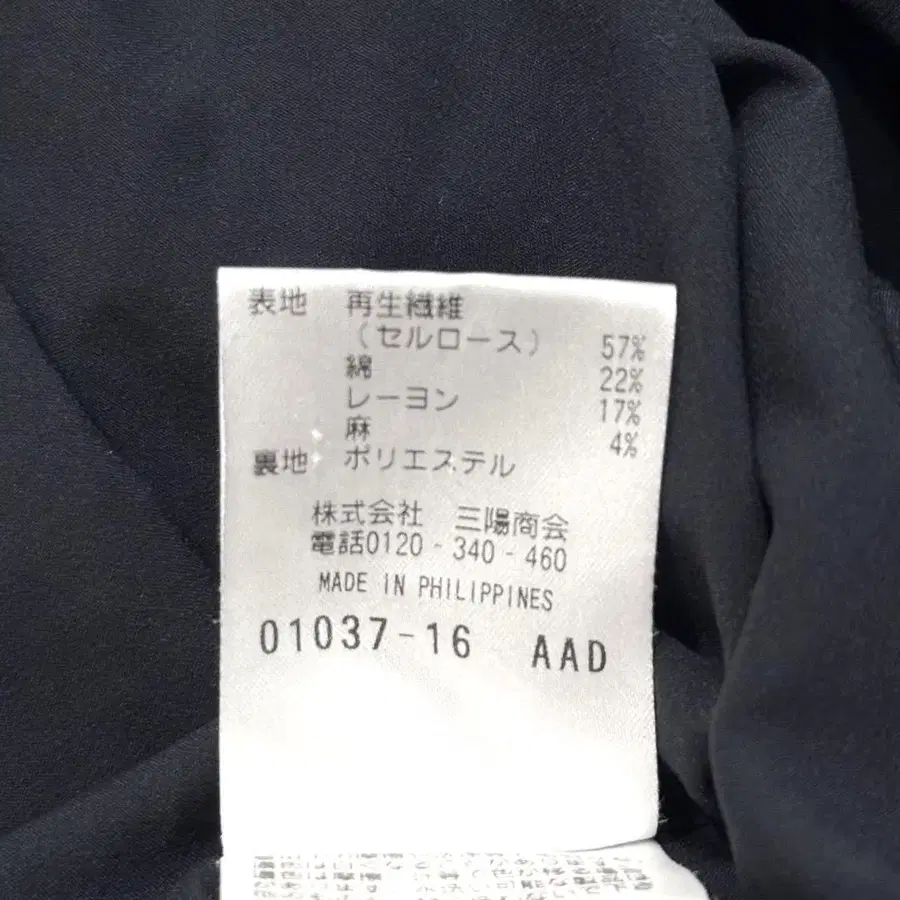 表地 再生繊維
(セルロース) 57%
綿 22%
レーヨン 17%
麻 4%
裏地 ポリエステル
株式会社 三陽商会
電話0120-340-460
MADE IN PHILIPPINES
01037-16 AAD